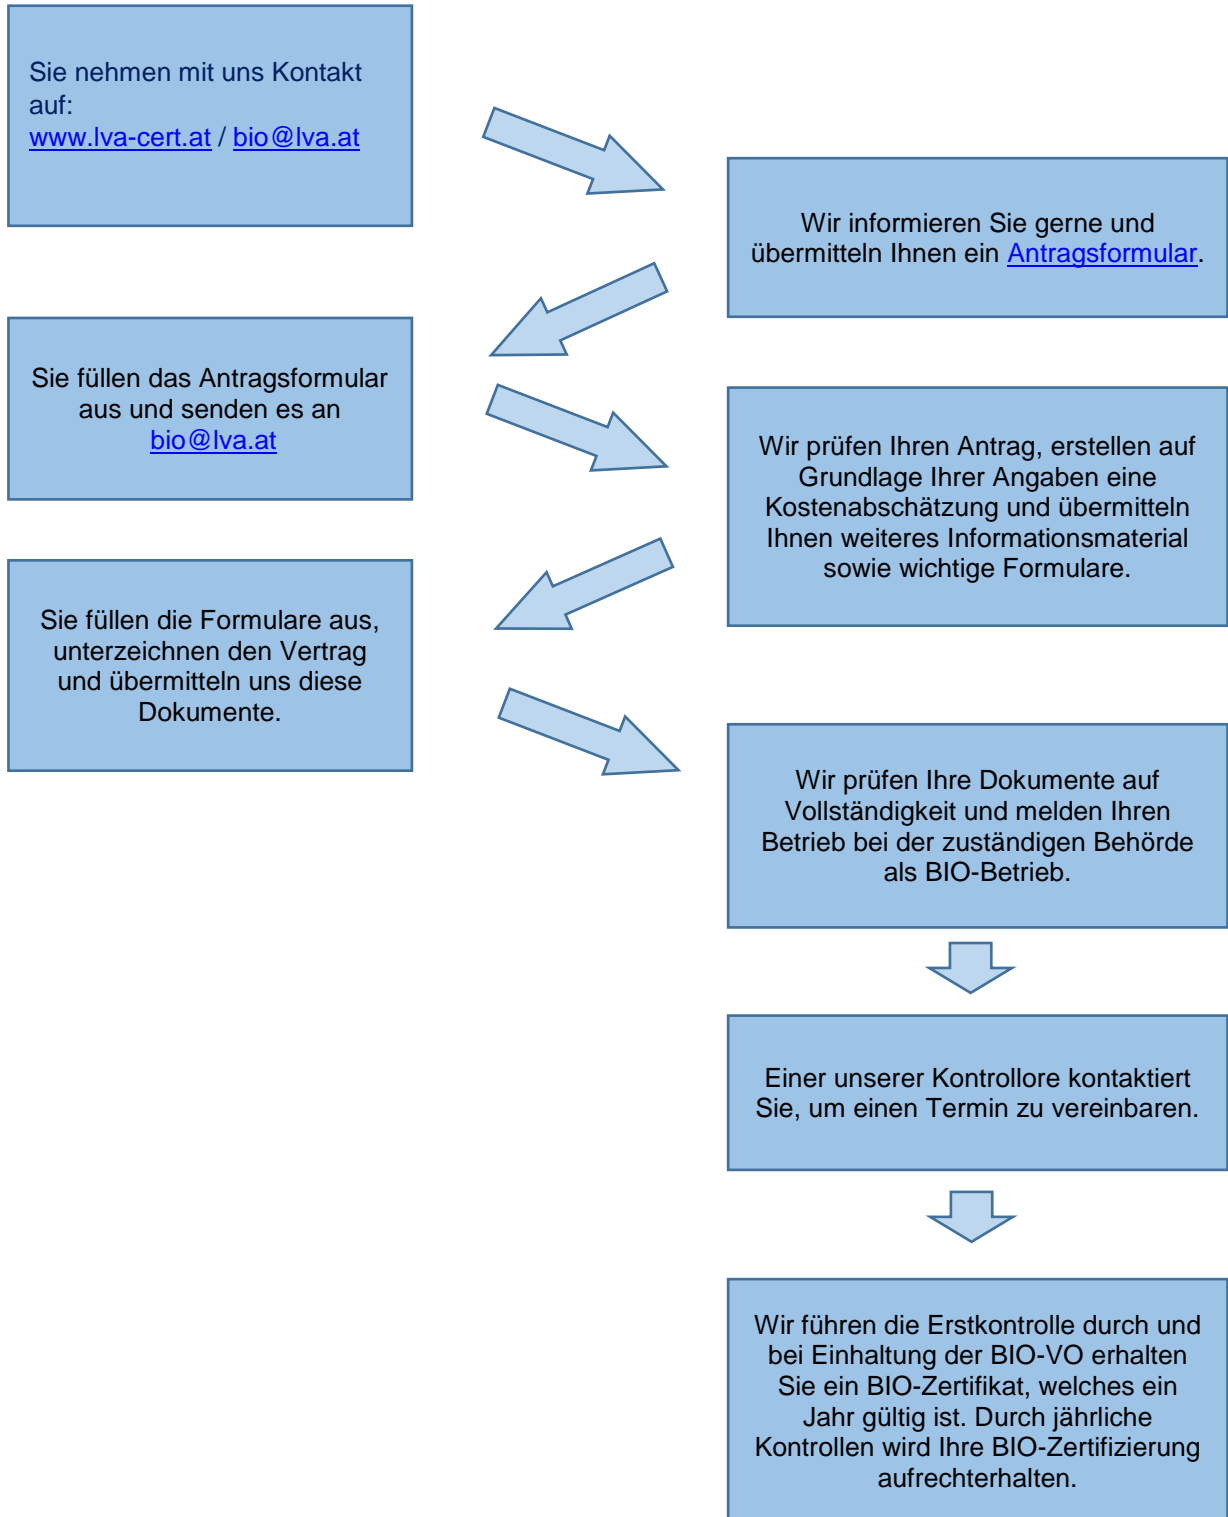 Sie nehmen mit uns Kontakt
auf:
www.lva-cert.at / bio@lva.at
Wir informieren Sie gerne und
übermitteln Ihnen ein Antragsformular.
Sie füllen das Antragsformular
aus und senden es an
bio@lva.at
Wir prüfen Ihren Antrag, erstellen auf
Grundlage Ihrer Angaben eine
Kostenabschätzung und übermitteln
Ihnen weiteres Informationsmaterial
sowie wichtige Formulare.
Sie füllen die Formulare aus,
unterzeichnen den Vertrag
und übermitteln uns diese
Dokumente.
Wir prüfen Ihre Dokumente auf
Vollständigkeit und melden Ihren
Betrieb bei der zuständigen Behörde
als BIO-Betrieb.
Einer unserer Kontrollore kontaktiert
Sie, um einen Termin zu vereinbaren.
Wir führen die Erstkontrolle durch und
bei Einhaltung der BIO-VO erhalten
Sie ein BIO-Zertifikat, welches ein
Jahr gültig ist. Durch jährliche
Kontrollen wird Ihre BIO-Zertifizierung
aufrechterhalten.